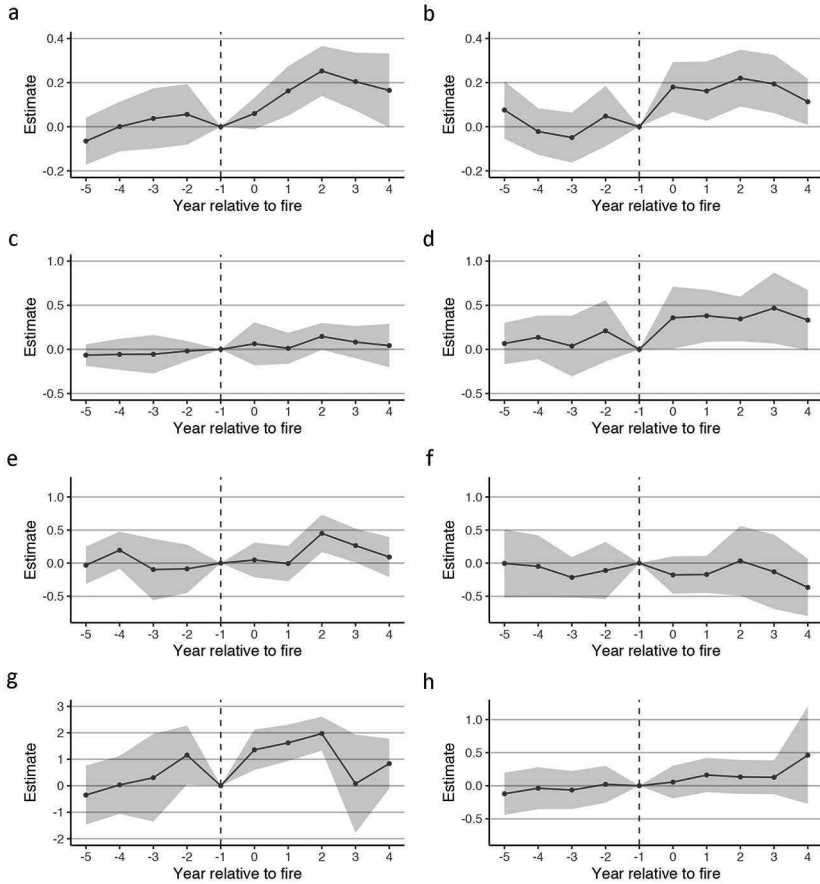 a
0.4
0.2
0.0
-0.2
Estimate
-5 -4 -3 -2 -1 0 1 2 3 4
Year relative to fire
b
0.4
0.2
0.0
-0.2
Estimate
-5 -4 -3 -2 -1 0 1 2 3 4
Year relative to fire
c
1.0
0.5
0.0
-0.5
Estimate
-5 -4 -3 -2 -1 0 1 2 3 4
Year relative to fire
d
1.0
0.5
0.0
-0.5
Estimate
-5 -4 -3 -2 -1 0 1 2 3 4
Year relative to fire
e
1.0
0.5
0.0
-0.5
Estimate
-5 -4 -3 -2 -1 0 1 2 3 4
Year relative to fire
f
1.0
0.5
0.0
-0.5
Estimate
-5 -4 -3 -2 -1 0 1 2 3 4
Year relative to fire
g
3
2
1
0
-1
-2
Estimate
-5 -4 -3 -2 -1 0 1 2 3 4
Year relative to fire
h
1.0
0.5
0.0
-0.5
Estimate
-5 -4 -3 -2 -1 0 1 2 3 4
Year relative to fire